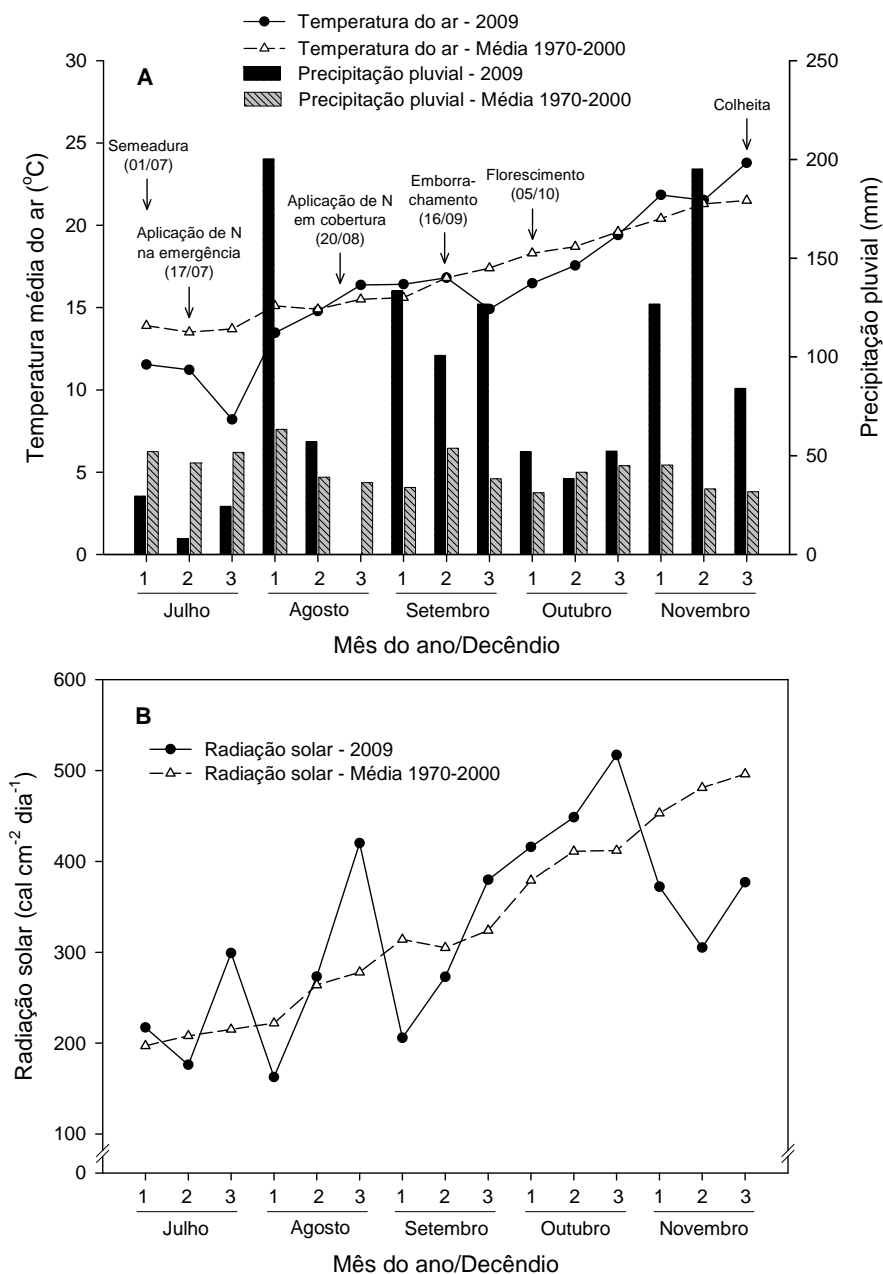 Temperatura do ar - 2009
Temperatura do ar - Média 1970-2000
Precipitação pluvial - 2009
Precipitação pluvial - Média 1970-2000
A
Temperatura média do ar (°C)
30
25
20
15
10
5
0
Precipitação pluvial (mm)
250
200
150
100
50
0
Semeadura
(01/07)
Aplicação de N
na emergência
(17/07)
Aplicação de N
em cobertura
(20/08)
Emborra-
chamento
(16/09)
Florescimento
(05/10)
Colheita
1 2 3 1 2 3 1 2 3 1 2 3 1 2 3
Julho Agosto Setembro Outubro Novembro
Mês do ano/Decêndio
B
Radiação solar - 2009
Radiação solar - Média 1970-2000
Radiação solar (cal cm⁻² dia⁻¹)
600
500
400
300
200
100
0
1 2 3 1 2 3 1 2 3 1 2 3 1 2 3
Julho Agosto Setembro Outubro Novembro
Mês do ano/Decêndio